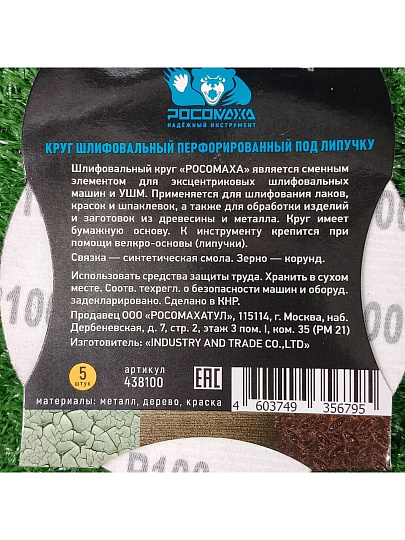 РОСОМАХА
НАДЁЖНЫЙ ИНСТРУМЕНТ
КРУГ ШЛИФОВАЛЬНЫЙ ПЕРФОРИРОВАННЫЙ ПОД ЛИПУЧКУ
Шлифовальный круг «РОСОМАХА» является сменным
элементом для эксцентриковых шлифовальных
машин и УШМ. Применяется для шлифования лаков,
красок и шпаклевок, а также для обработки изделий
и заготовок из древесины и металла. Круг имеет
бумажную основу. К инструменту крепится при
помощи велкро-основы (липучки).
Связка — синтетическая смола. Зерно — корунд.
Использовать средства защиты труда. Хранить в сухом
месте. Соотв. техрегл. о безопасности машин и оборуд.
задекларировано. Сделано в КНР.
Продавец ООО «РОСОМАХАТУЛ», 115114, г. Москва, наб.
Дербеневская, д. 7, стр. 2, этаж 3 пом. I, ком. 35 (РМ 21)
Изготовитель: «INDUSTRY AND TRADE CO.,LTD»
5
штук
артикул
438100
EAC
4 603749 356795
материалы: металл, дерево, краска
P100